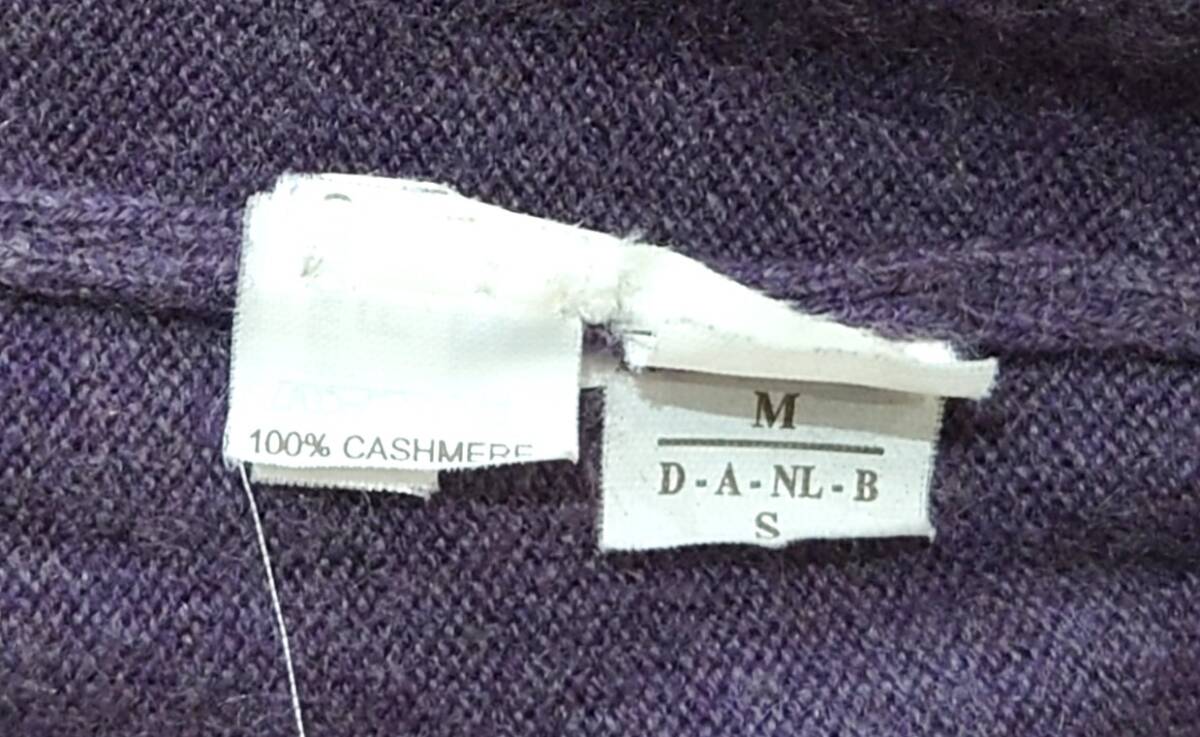 100% CASHMERE
M
D - A - NL - B
S